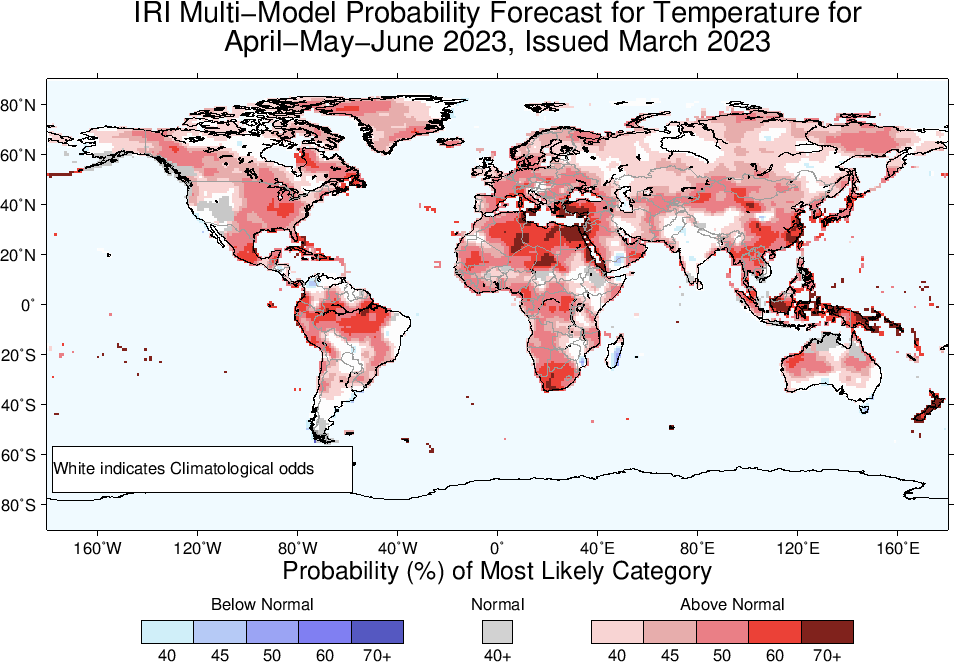 IRI Multi−Model Probability Forecast for Temperature for
April−May−June 2023, Issued March 2023
80˚N
60˚N
40˚N
20˚N
0˚
20˚S
40˚S
60˚S
80˚S
White indicates Climatological odds
160˚W 120˚W 80˚W 40˚W 0˚ 40˚E 80˚E 120˚E 160˚E
Probability (%) of Most Likely Category
Below Normal Normal Above Normal
40 45 50 60 70+ 40+ 40 45 50 60 70+